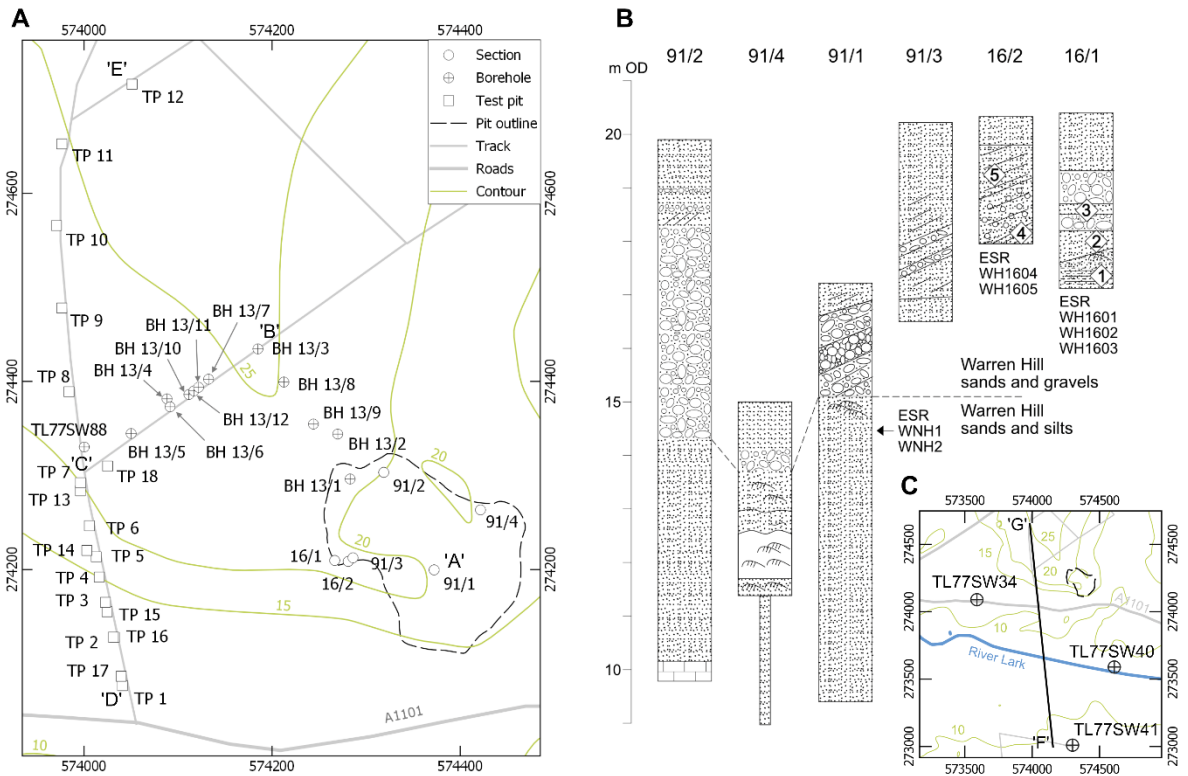 A
574000
574200
574400
274600
274400
274200
274600
274400
274200
574000
574200
574400
Section
Borehole
Test pit
Pit outline
Track
Roads
Contour
'E'
TP 12
TP 11
TP 10
TP 9
TP 8
BH 13/7
BH 13/11
BH 13/10
BH 13/4
'B'
BH 13/3
25
BH 13/8
BH 13/12
BH 13/9
BH 13/6
BH 13/5
BH 13/2
TL77SW88
'C'
TP 7
TP 18
TP 13
BH 13/1
91/2
20
91/4
TP 6
TP 14
TP 5
TP 4
TP 3
TP 15
TP 2
TP 16
TP 17
'D'
TP 1
20
16/1
16/2
91/3
'A'
91/1
15
A1101
10
B
91/2
91/4
91/1
91/3
16/2
16/1
m OD
20
15
10
5
4
3
2
1
ESR
WH1604
WH1605
ESR
WH1601
WH1602
WH1603
Warren Hill
sands and gravels
Warren Hill
sands and silts
ESR
WNH1
WNH2
C
573500
574000
574500
274500
274000
273500
273000
274500
274000
273500
273000
573500
574000
574500
'G'
15
25
20
TL77SW34
A1101
10
TL77SW40
River Lark
10
'F'
TL77SW41